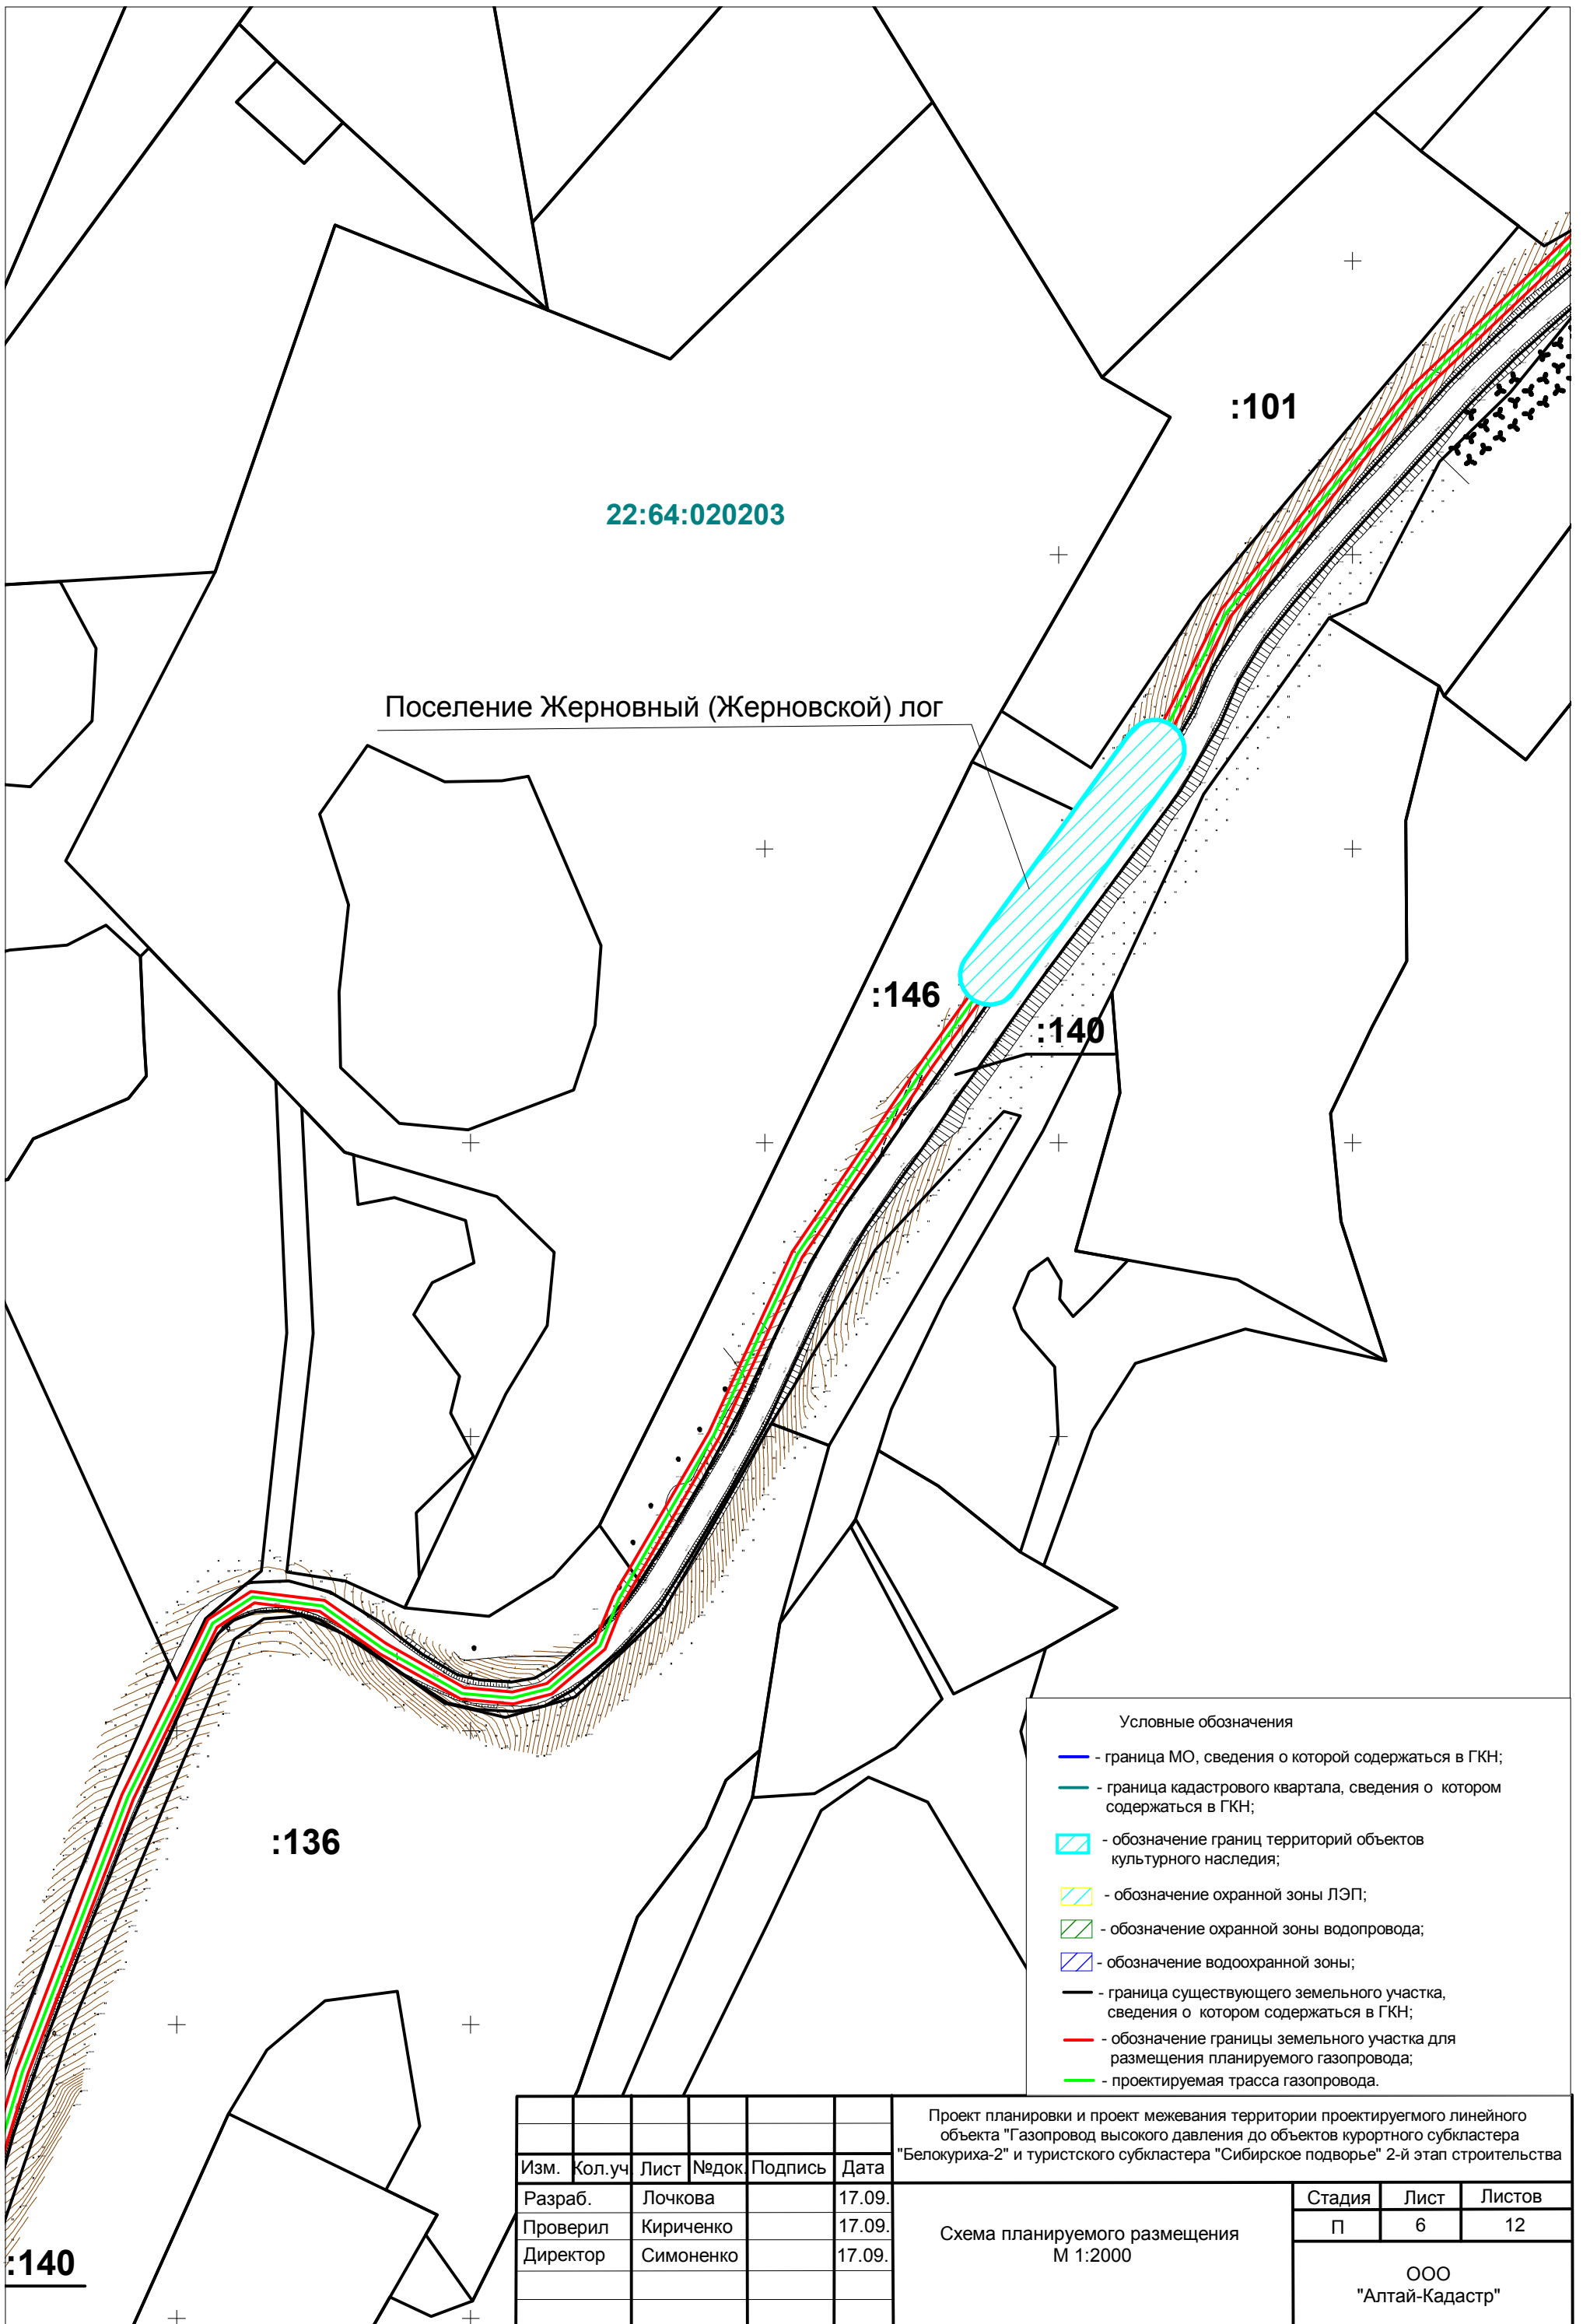 :101
22:64:020203
Поселение Жерновный (Жерновской) лог
:146
:140
:136
:140
Условные обозначения
- граница МО, сведения о которой содержаться в ГКН;
- граница кадастрового квартала, сведения о котором
содержаться в ГКН;
- обозначение границ территорий объектов
культурного наследия;
- обозначение охранной зоны ЛЭП;
- обозначение охранной зоны водопровода;
- обозначение водоохранной зоны;
- граница существующего земельного участка,
сведения о котором содержаться в ГКН;
- обозначение границы земельного участка для
размещения планируемого газопровода;
- проектируемая трасса газопровода.
Проект планировки и проект межевания территории проектируегмого линейного
объекта "Газопровод высокого давления до объектов курортного субкластера
"Белокуриха-2" и туристского субкластера "Сибирское подворье" 2-й этап строительства
Изм. Кол.уч Лист №док. Подпись Дата
Разраб. Лочкова 17.09.
Проверил Кириченко 17.09.
Директор Симоненко 17.09.
Схема планируемого размещения
М 1:2000
Стадия Лист Листов
П 6 12
ООО
"Алтай-Кадастр"